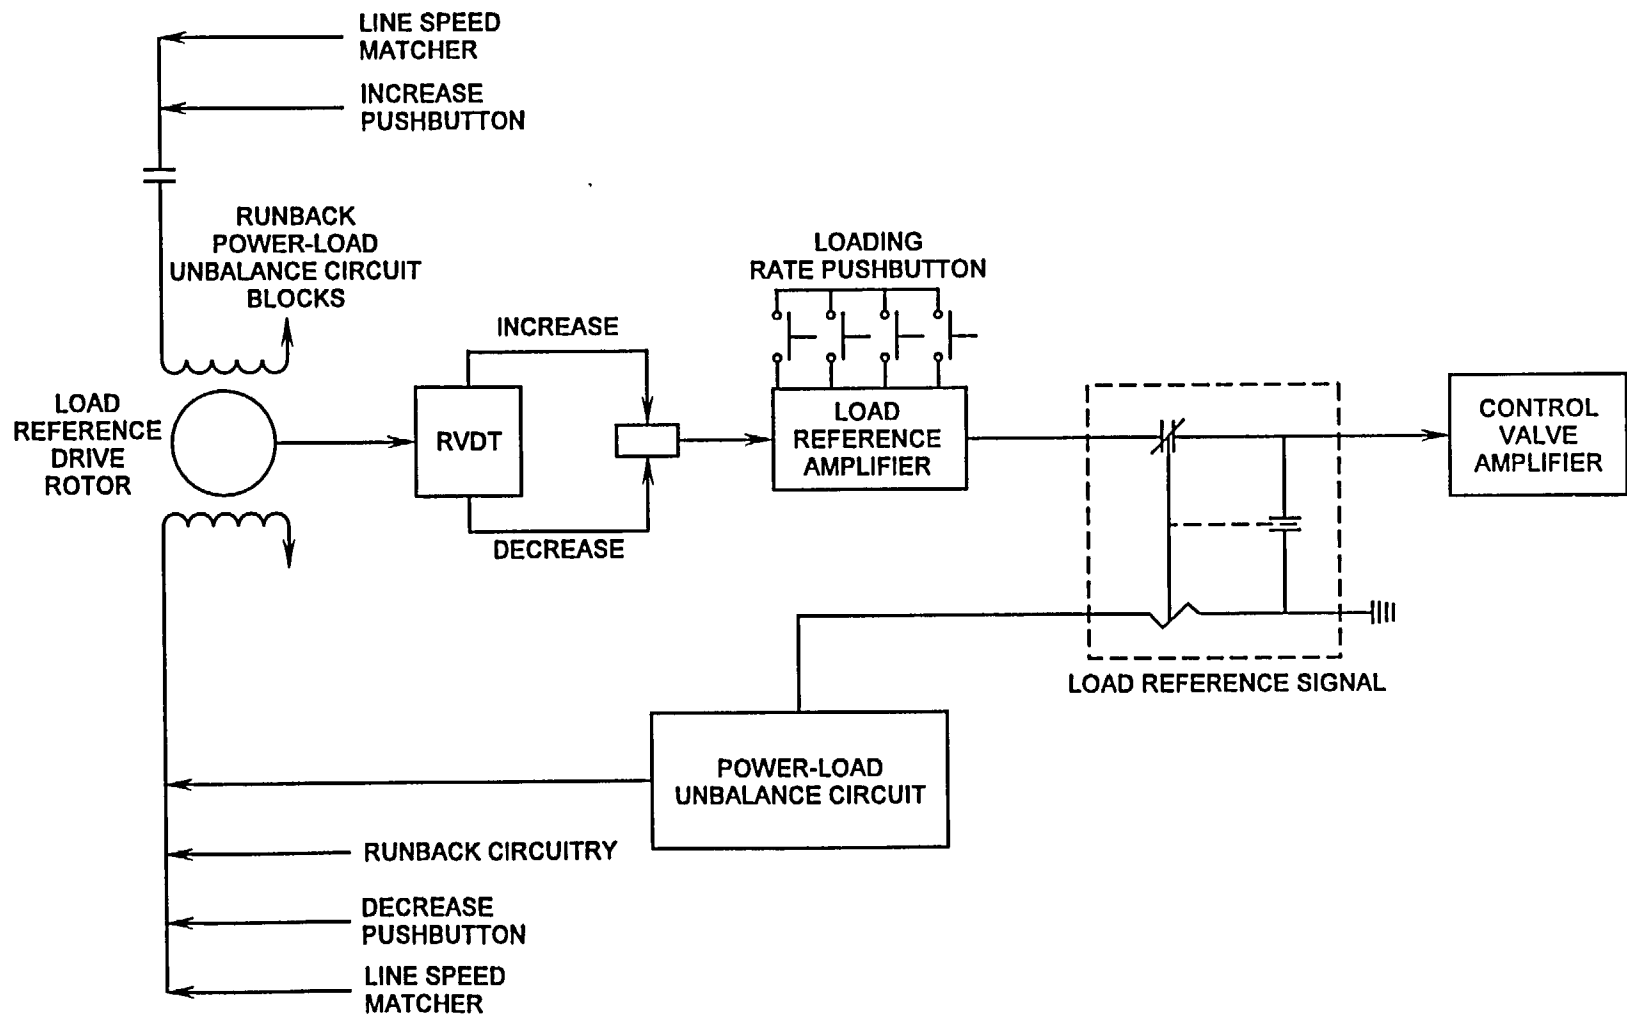 LINE SPEED
MATCHER
INCREASE
PUSHBUTTON
RUNBACK
POWER-LOAD
UNBALANCE CIRCUIT
BLOCKS
LOADING
RATE PUSHBUTTON
INCREASE
LOAD
REFERENCE
DRIVE
ROTOR
RVDT
LOAD
REFERENCE
AMPLIFIER
CONTROL
VALVE
AMPLIFIER
DECREASE
LOAD REFERENCE SIGNAL
POWER-LOAD
UNBALANCE CIRCUIT
RUNBACK CIRCUITRY
DECREASE
PUSHBUTTON
LINE SPEED
MATCHER